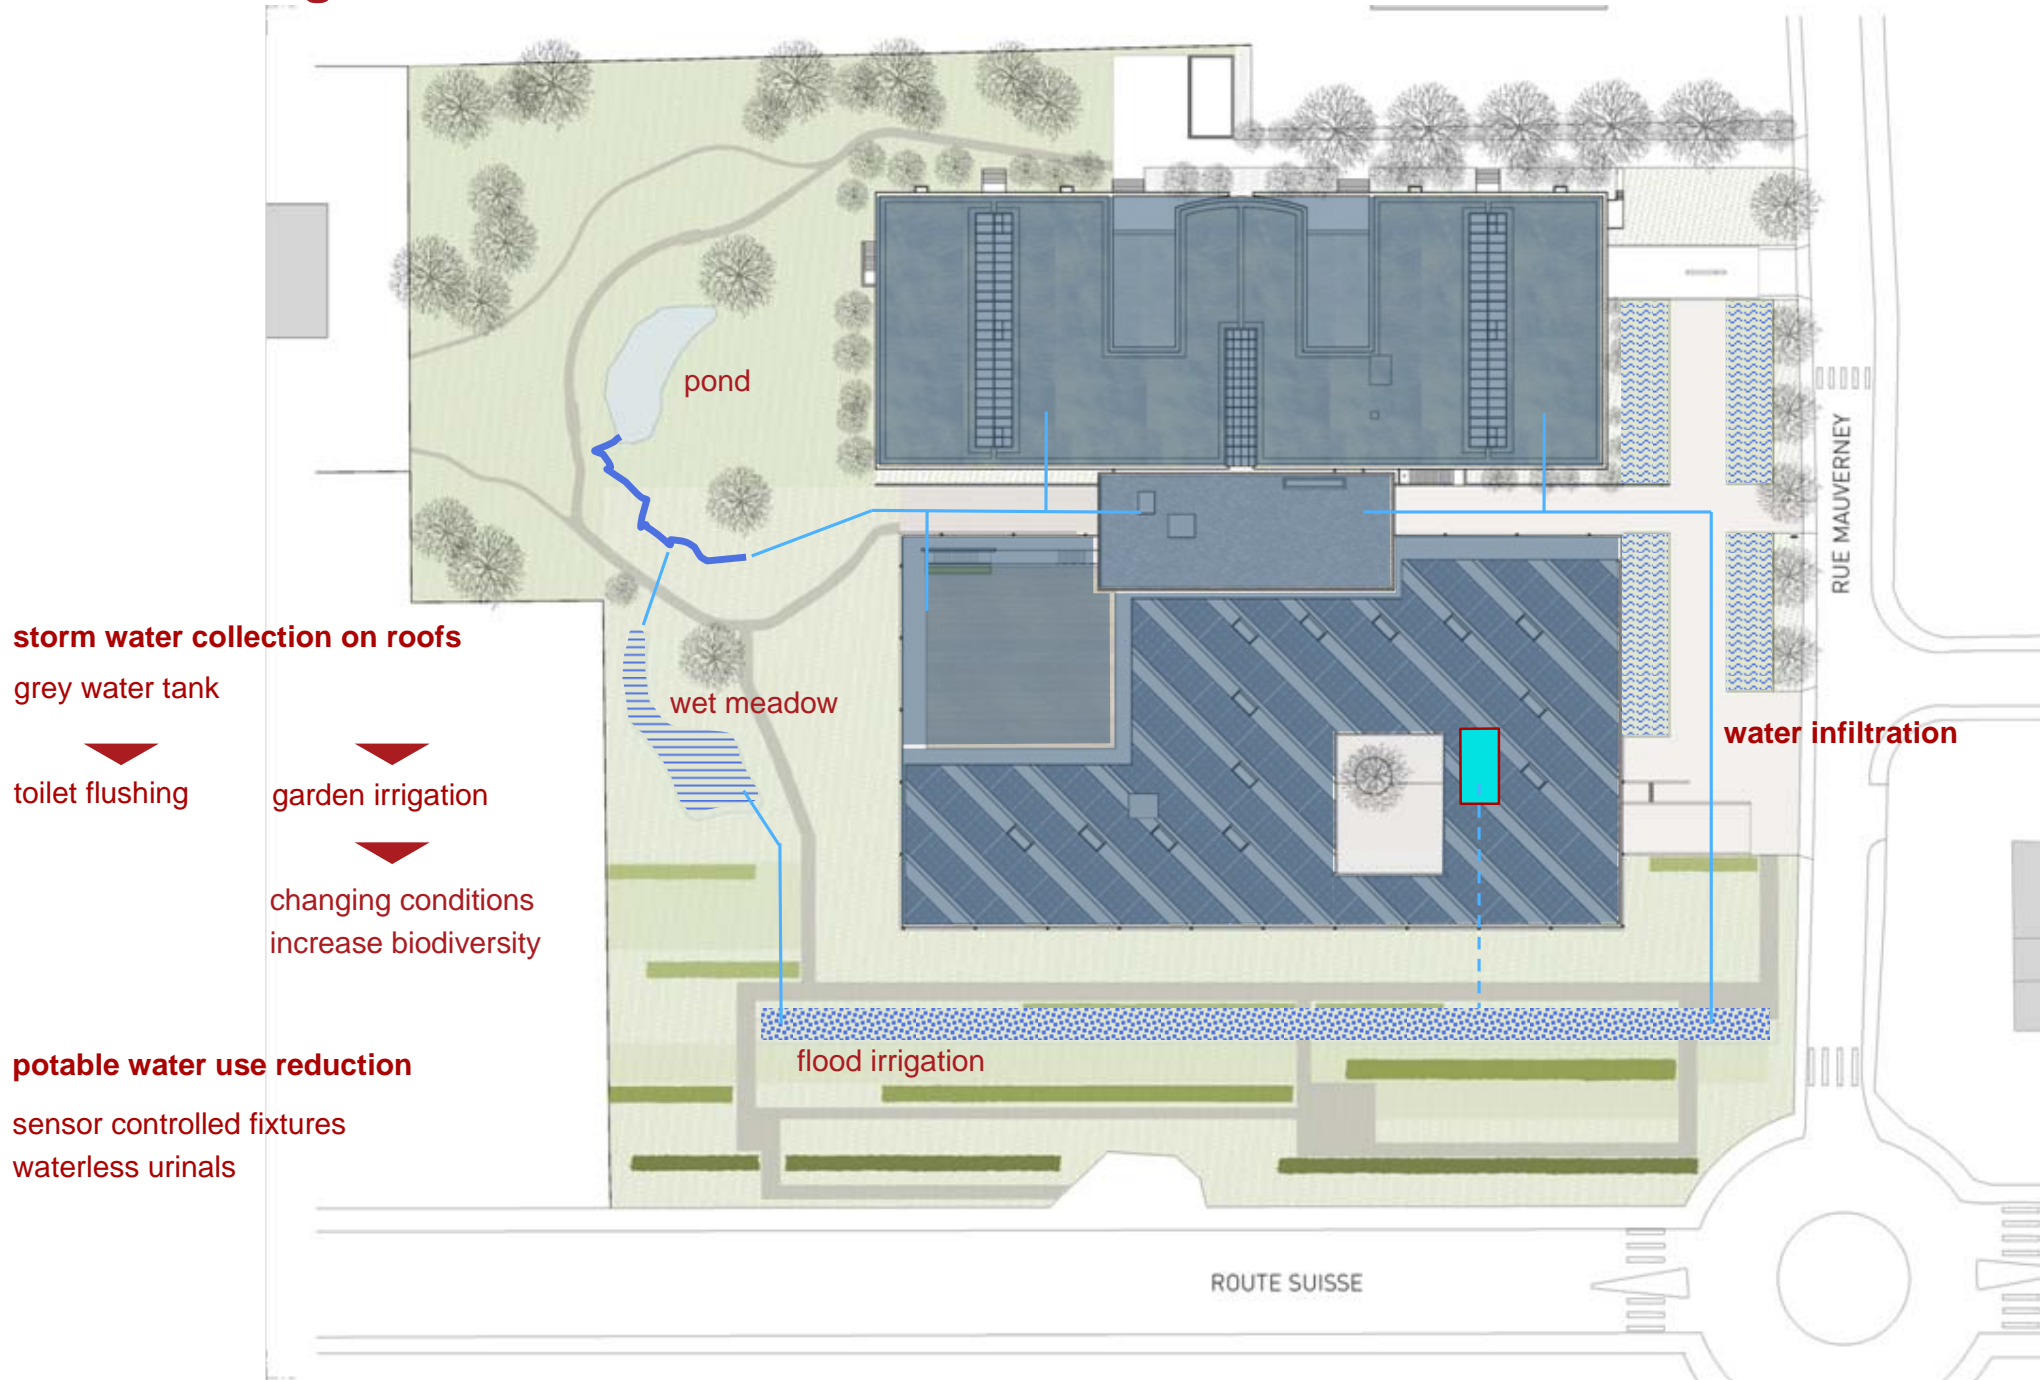 pond
RUE MAUVERNEY
storm water collection on roofs
grey water tank
wet meadow
water infiltration
toilet flushing
garden irrigation
changing conditions
increase biodiversity
flood irrigation
potable water use reduction
sensor controlled fixtures
waterless urinals
ROUTE SUISSE